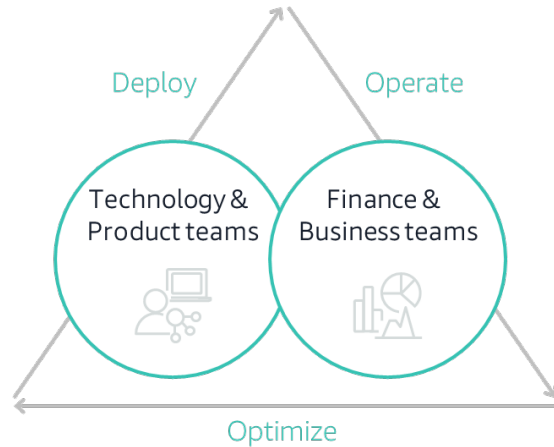 Deploy
Operate
Technology &
Product teams
Finance &
Business teams
Optimize